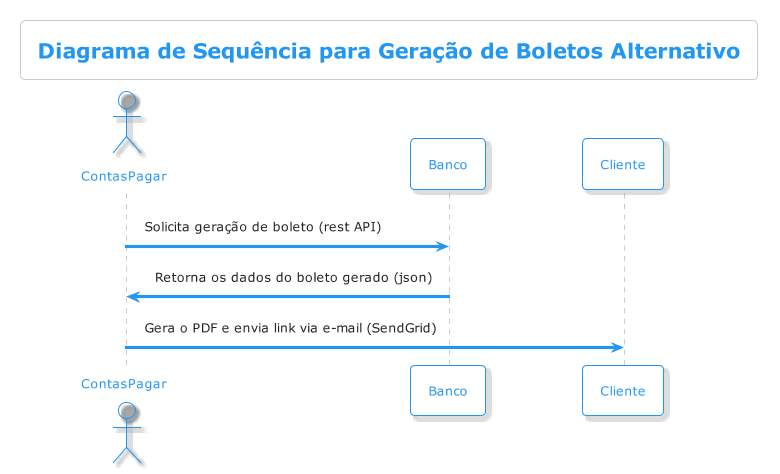 Diagrama de Sequência para Geração de Boletos Alternativo
ContasPagar
Banco
Cliente
Solicita geração de boleto (rest API)
Retorna os dados do boleto gerado (json)
Gera o PDF e envia link via e-mail (SendGrid)
ContasPagar
Banco
Cliente